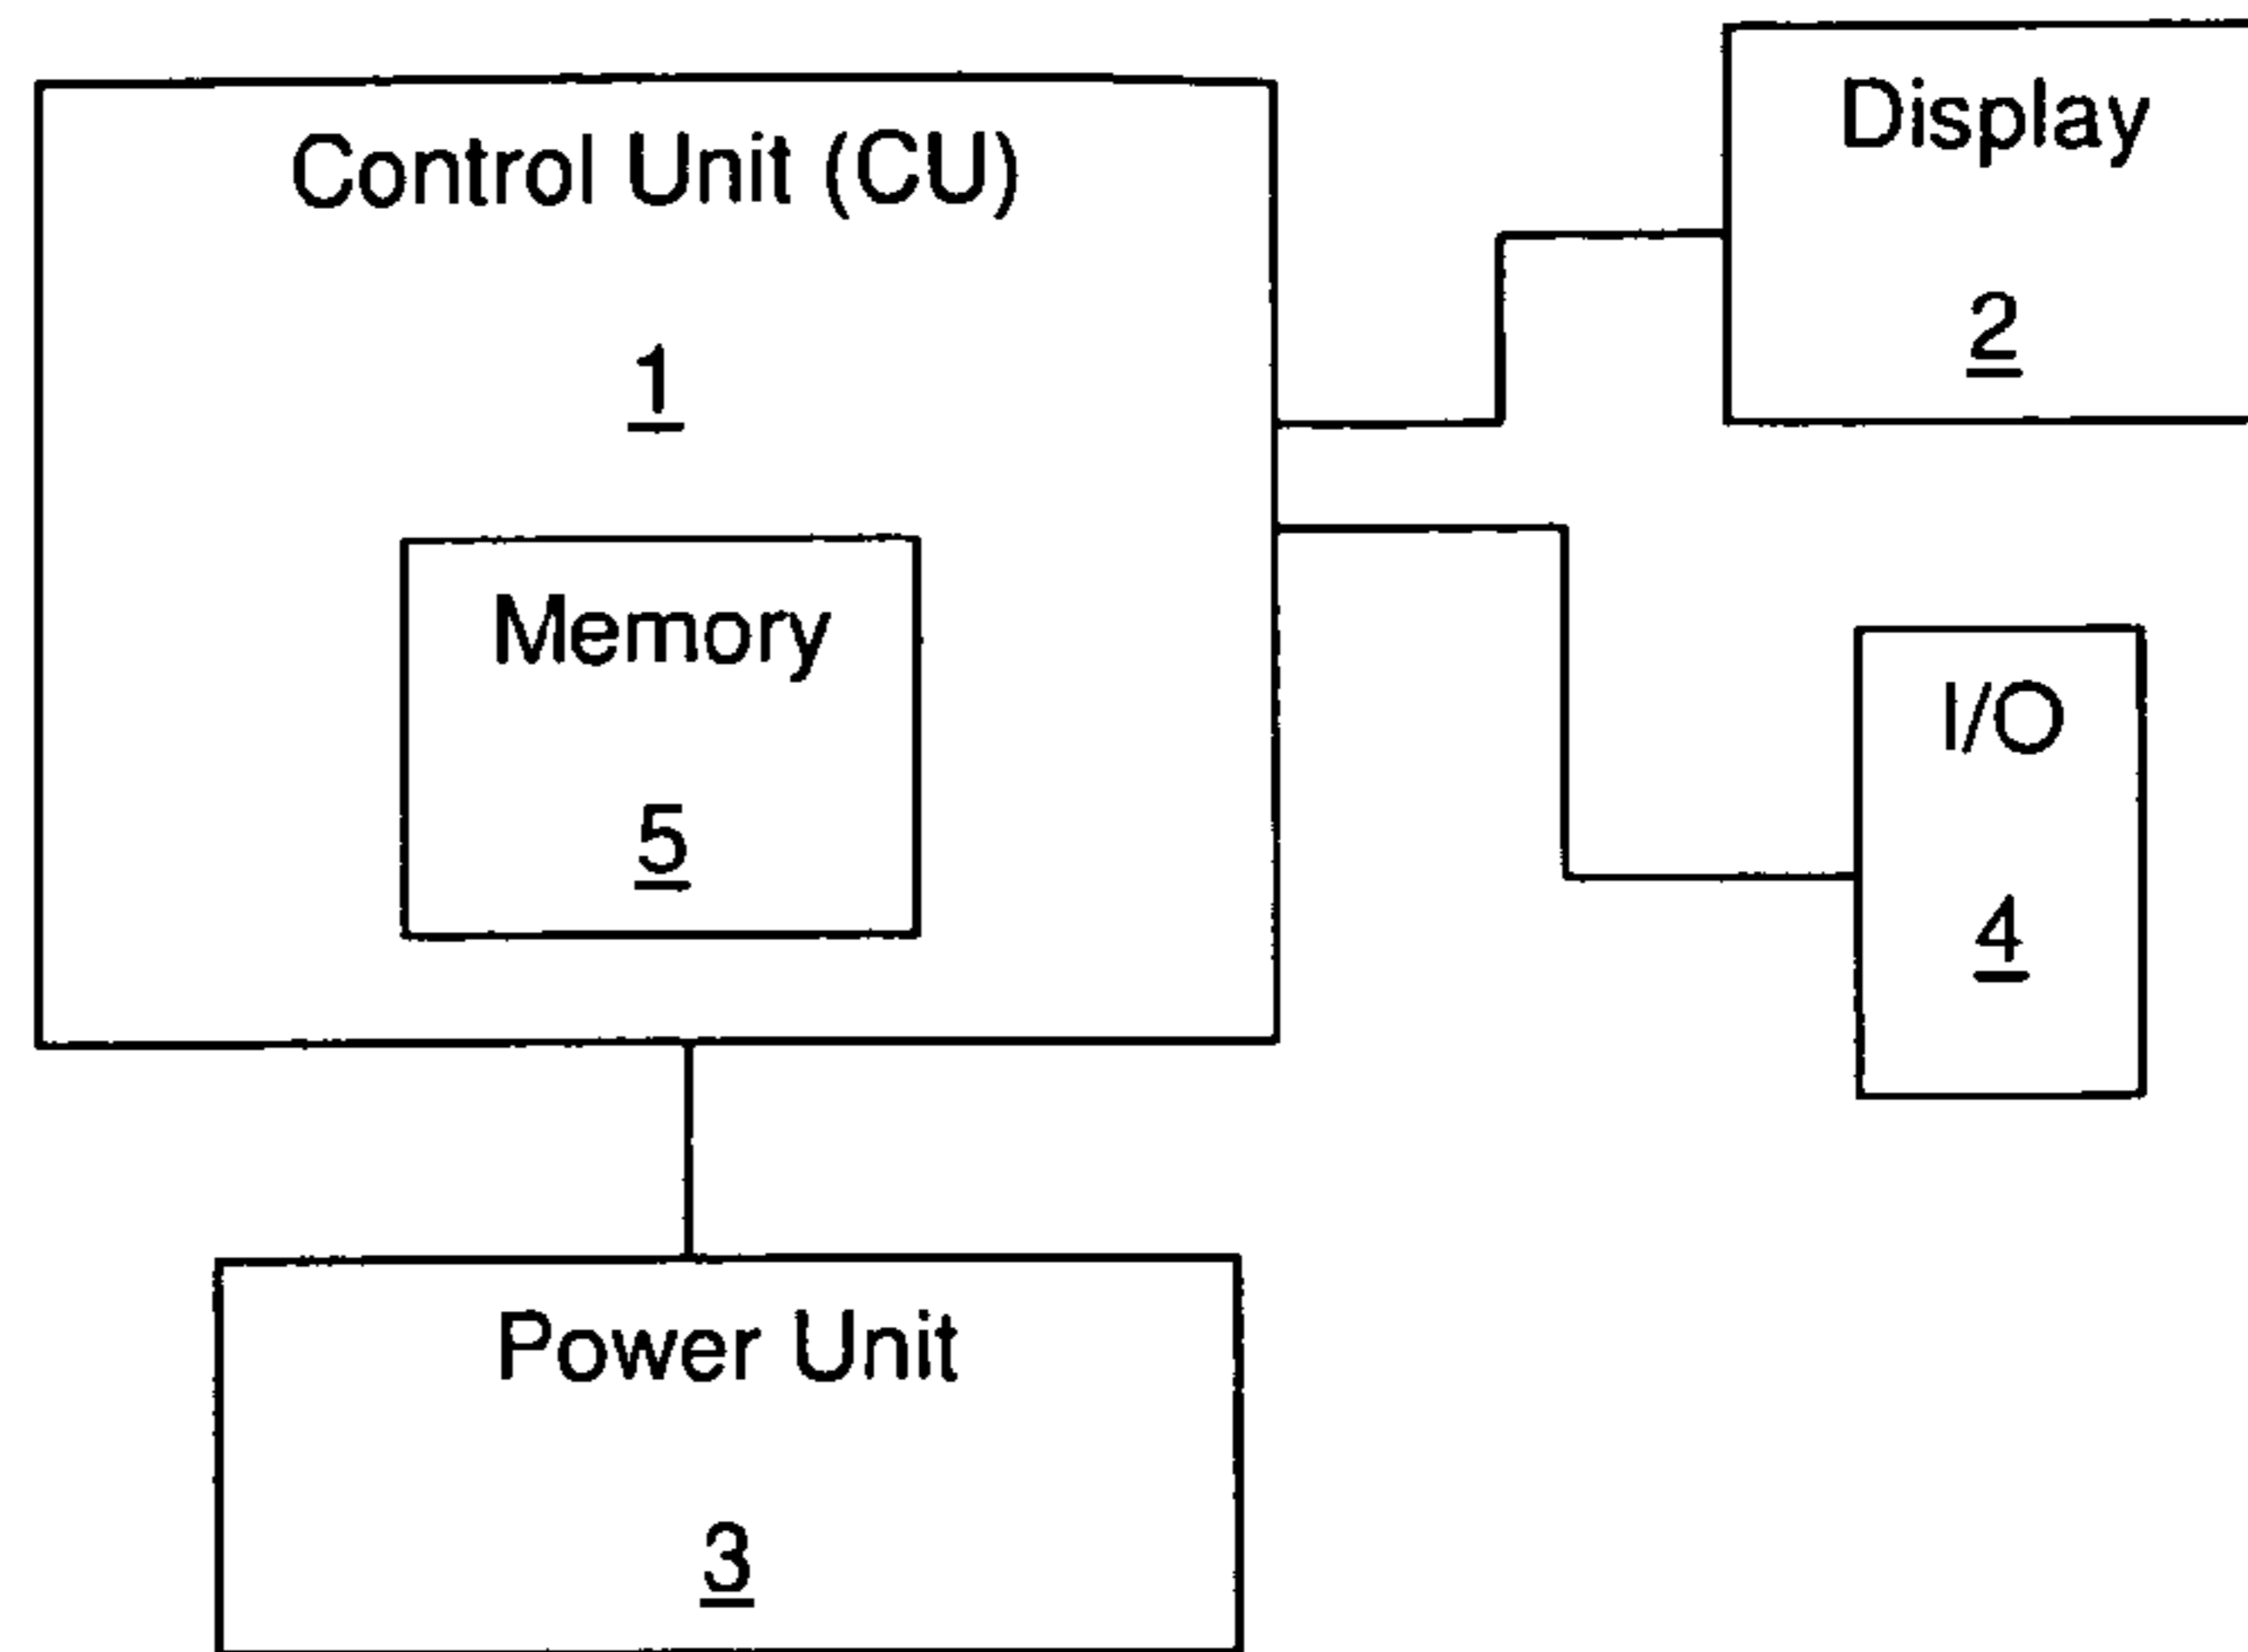 Control Unit (CU)
1
Memory
5
Display
2
I/O
4
Power Unit
3